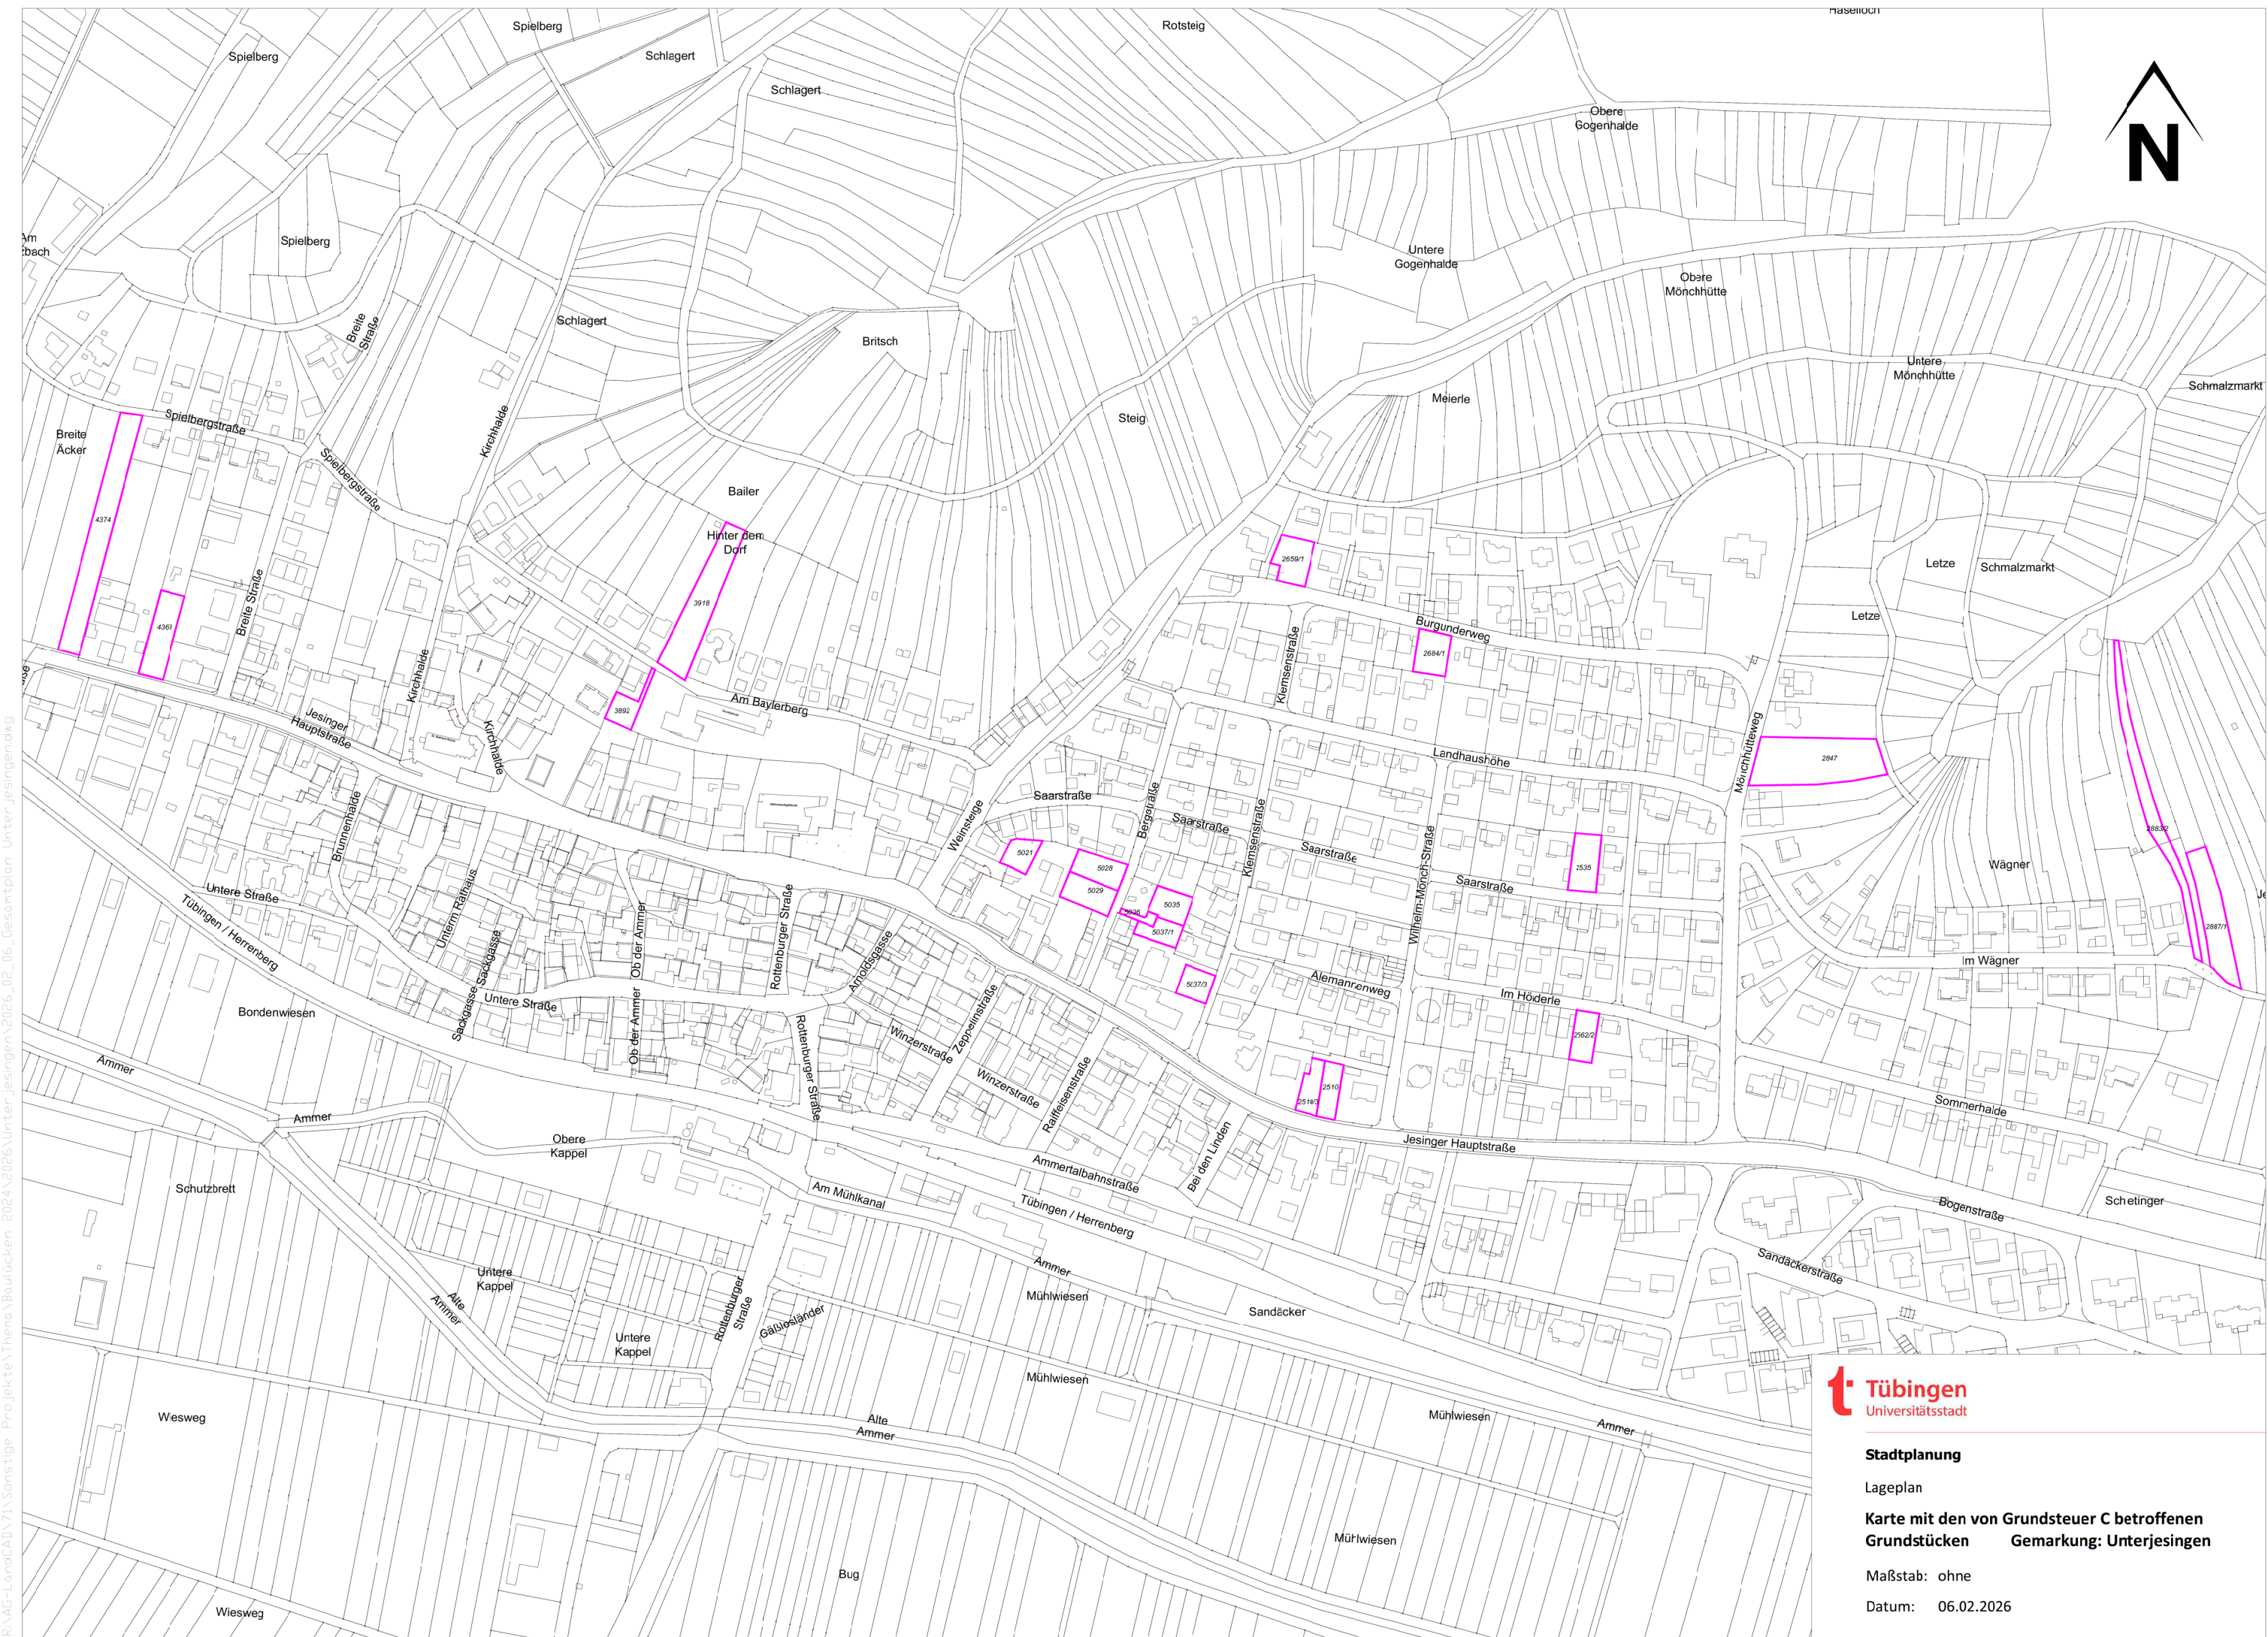 Spielberg
Rotsteig
Haselloch
Spielberg
Schlagert
Schlagert
Obere
Gogenhalde
N
Am
Spielberg
Untere
Gogenhalde
Obere
Mönchhütte
Breite
Straße
Schlagert
Britsch
Untere
Mönchhütte
Schmalzmarkt
Meierle
Steig
Spielbergstraße
Breite
Äcker
Kirchhalde
Spielbergstraße
Bailer
4374
Hinter dem
Dorf
2659/1
Letze
Schmalzmarkt
3918
Breite Straße
Letze
Burgunderweg
2684/1
Klemsenstraße
Kirchhalde
Am Baylerberg
3892
Jesinger
Hauptstraße
Kirchhalde
Mönchhütteweg
Landhaushöhe
2847
Saarstraße
Bergstraße
Saarstraße
Brunnenhalde
Weinsteige
Klemsenstraße
Saarstraße
5021
5028
5029
2535
Wägner
Saarstraße
Wilhelm-Mönch-Straße
Untere Straße
Unterm Rathaus
Rottenburger Straße
5035
5037/1
2887/1
Tübingen / Herrenberg
Sackgasse
Sackgasse
Ob der Ammer
Ob der Ammer
Arnoldsgasse
Im Wägner
Alemannenweg
5037/3
Im Höderle
Untere Straße
Bondenwiesen
Zeppelinstraße
Winzerstraße
Rottenburger Straße
2562/2
Ammer
Winzerstraße
Raiffeisenstraße
2510
Ammer
Sommerhalde
Obere
Kappel
Jesinger Hauptstraße
Bei den Linden
Ammertalbahnstraße
Schutzbrett
Am Mühlkanal
Tübingen / Herrenberg
Schetinger
Bogenstraße
Sandäckerstraße
Ammer
Untere
Kappel
Alte
Ammer
Mühlwiesen
Rottenburger
Straße
Gäßlosländer
Sandäcker
Untere
Kappel
Mühlwiesen
Wiesweg
Alte
Ammer
Mühlwiesen
Ammer
Mühlwiesen
Bug
Wiesweg
Tübingen
Universitätsstadt
Stadtplanung
Lageplan
Karte mit den von Grundsteuer C betroffenen
Grundstücken Gemarkung: Unterjesingen
Maßstab: ohne
Datum: 06.02.2026